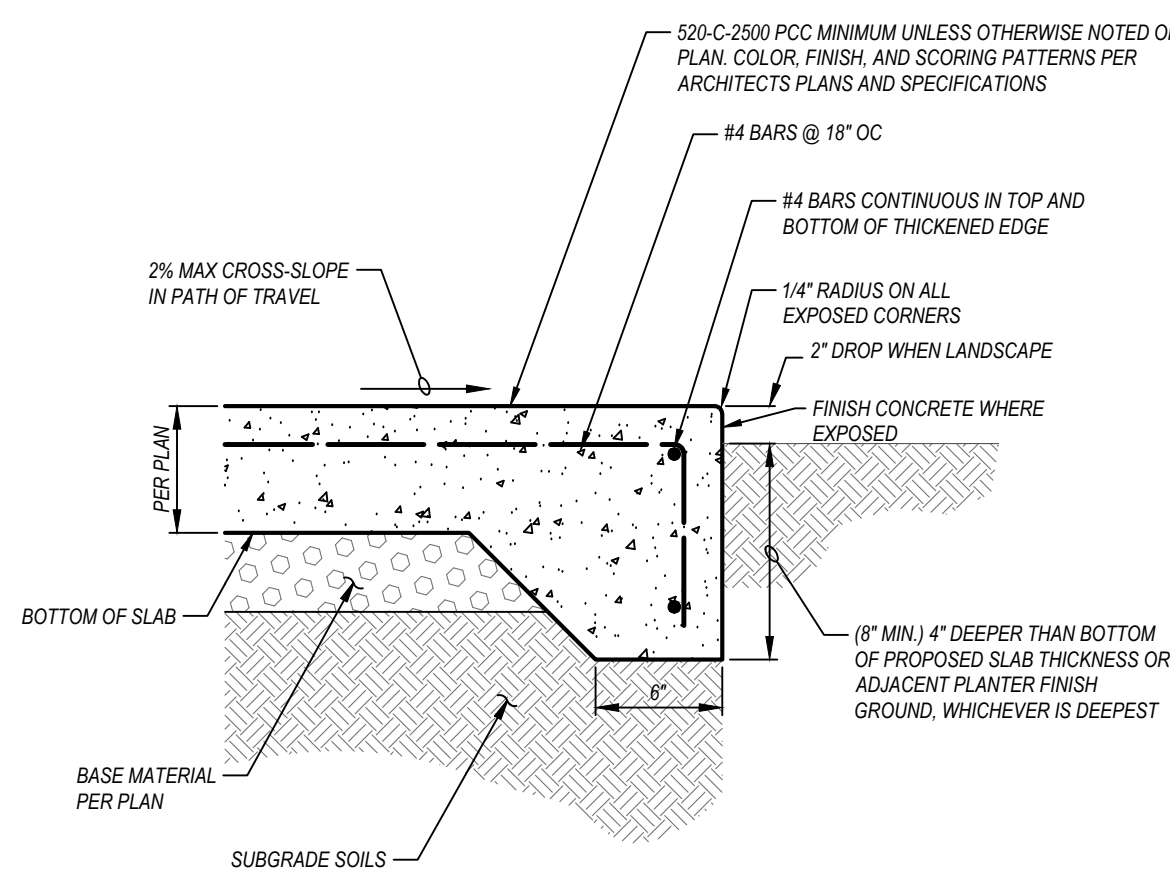 520-C-2500 PCC MINIMUM UNLESS OTHERWISE NOTED
PLAN. COLOR, FINISH, AND SCORING PATTERNS PER
ARCHITECTS PLANS AND SPECIFICATIONS
#4 BARS @ 18" OC
#4 BARS CONTINUOUS IN TOP AND
BOTTOM OF THICKENED EDGE
2% MAX CROSS-SLOPE
IN PATH OF TRAVEL
1/4" RADIUS ON ALL
EXPOSED CORNERS
2" DROP WHEN LANDSCAPE
FINISH CONCRETE WHERE
EXPOSED
PER PLAN
BOTTOM OF SLAB
(8" MIN.) 4" DEEPER THAN BOTTOM
OF PROPOSED SLAB THICKNESS OR
ADJACENT PLANTER FINISH
GROUND, WHICHEVER IS DEEPEST
6"
BASE MATERIAL
PER PLAN
SUBGRADE SOILS